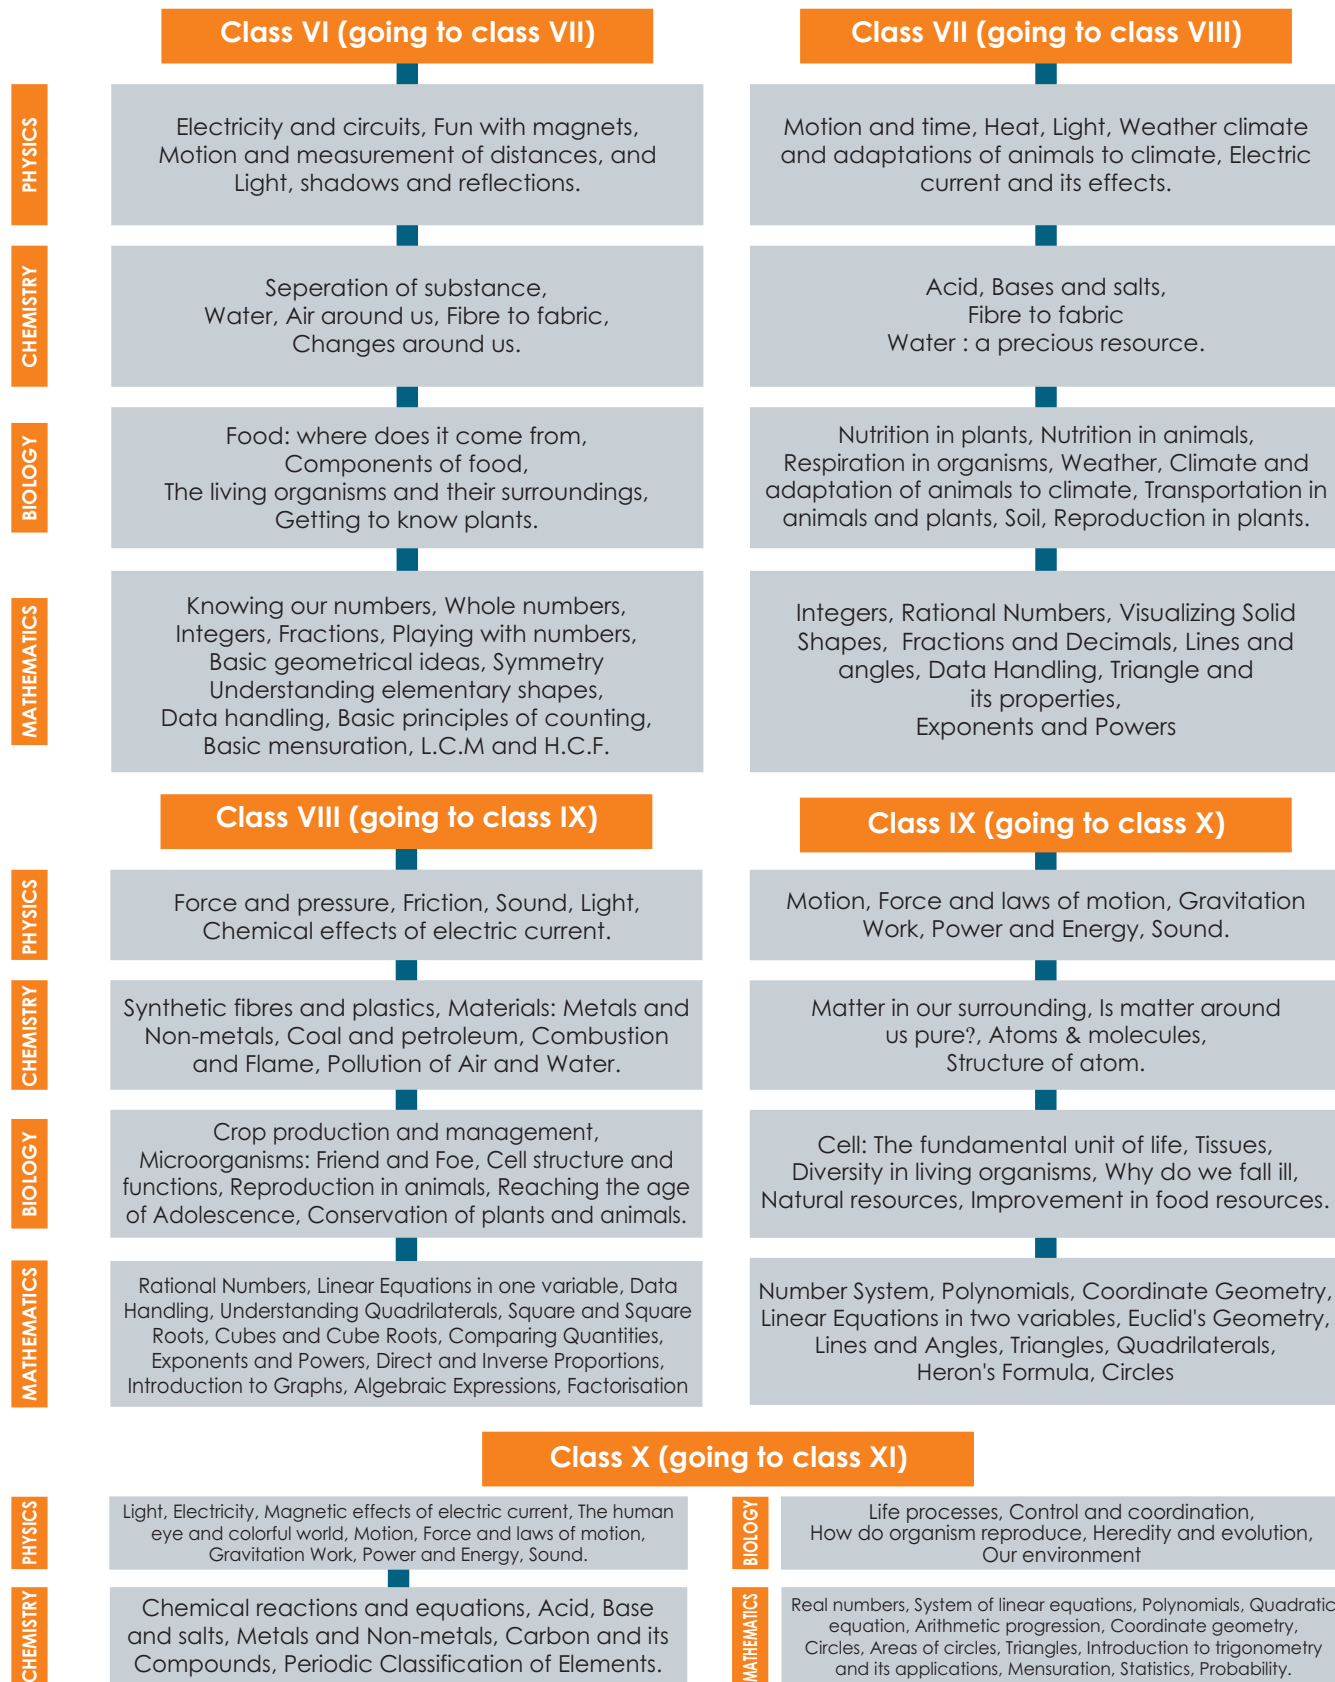 Class VI (going to class VII)
PHYSICS
Electricity and circuits, Fun with magnets,
Motion and measurement of distances, and
Light, shadows and reflections.
CHEMISTRY
Seperation of substance,
Water, Air around us, Fibre to fabric,
Changes around us.
BIOLOGY
Food: where does it come from,
Components of food,
The living organisms and their surroundings,
Getting to know plants.
MATHEMATICS
Knowing our numbers, Whole numbers,
Integers, Fractions, Playing with numbers,
Basic geometrical ideas, Symmetry
Understanding elementary shapes,
Data handling, Basic principles of counting,
Basic mensuration, L.C.M and H.C.F.
Class VII (going to class VIII)
Motion and time, Heat, Light, Weather climate
and adaptations of animals to climate, Electric
current and its effects.
Acid, Bases and salts,
Fibre to fabric
Water : a precious resource.
Nutrition in plants, Nutrition in animals,
Respiration in organisms, Weather, Climate and
adaptation of animals to climate, Transportation in
animals and plants, Soil, Reproduction in plants.
Integers, Rational Numbers, Visualizing Solid
Shapes, Fractions and Decimals, Lines and
angles, Data Handling, Triangle and
its properties,
Exponents and Powers
Class VIII (going to class IX)
PHYSICS
Force and pressure, Friction, Sound, Light,
Chemical effects of electric current.
CHEMISTRY
Synthetic fibres and plastics, Materials: Metals and
Non-metals, Coal and petroleum, Combustion
and Flame, Pollution of Air and Water.
BIOLOGY
Crop production and management,
Microorganisms: Friend and Foe, Cell structure and
functions, Reproduction in animals, Reaching the age
of Adolescence, Conservation of plants and animals.
MATHEMATICS
Rational Numbers, Linear Equations in one variable, Data
Handling, Understanding Quadrilaterals, Square and Square
Roots, Cubes and Cube Roots, Comparing Quantities,
Exponents and Powers, Direct and Inverse Proportions,
Introduction to Graphs, Algebraic Expressions, Factorisation
Class IX (going to class X)
Motion, Force and laws of motion, Gravitation
Work, Power and Energy, Sound.
Matter in our surrounding, Is matter around
us pure?, Atoms & molecules,
Structure of atom.
Cell: The fundamental unit of life, Tissues,
Diversity in living organisms, Why do we fall ill,
Natural resources, Improvement in food resources.
Number System, Polynomials, Coordinate Geometry,
Linear Equations in two variables, Euclid's Geometry,
Lines and Angles, Triangles, Quadrilaterals,
Heron's Formula, Circles
Class X (going to class XI)
PHYSICS
Light, Electricity, Magnetic effects of electric current, The human
eye and colorful world, Motion, Force and laws of motion,
Gravitation Work, Power and Energy, Sound.
CHEMISTRY
Chemical reactions and equations, Acid, Base
and salts, Metals and Non-metals, Carbon and its
Compounds, Periodic Classification of Elements.
BIOLOGY
Life processes, Control and coordination,
How do organism reproduce, Heredity and evolution,
Our environment
MATHEMATICS
Real numbers, System of linear equations, Polynomials, Quadratic
equation, Arithmetic progression, Coordinate geometry,
Circles, Areas of circles, Triangles, Introduction to trigonometry
and its applications, Mensuration, Statistics, Probability.